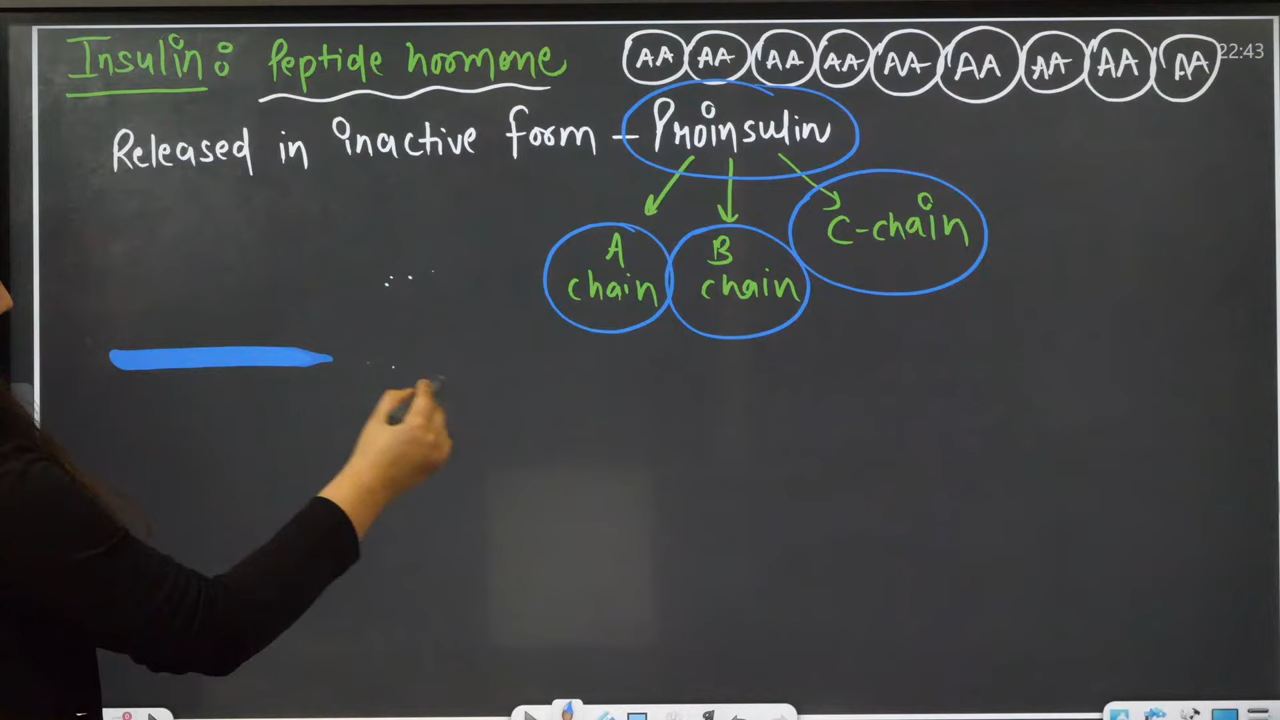 Insulin: Peptide hormone AA AA AA AA AA AA AA AA AA 22:43
Released in inactive form - Proinsulin
A chain
B chain
C-chain